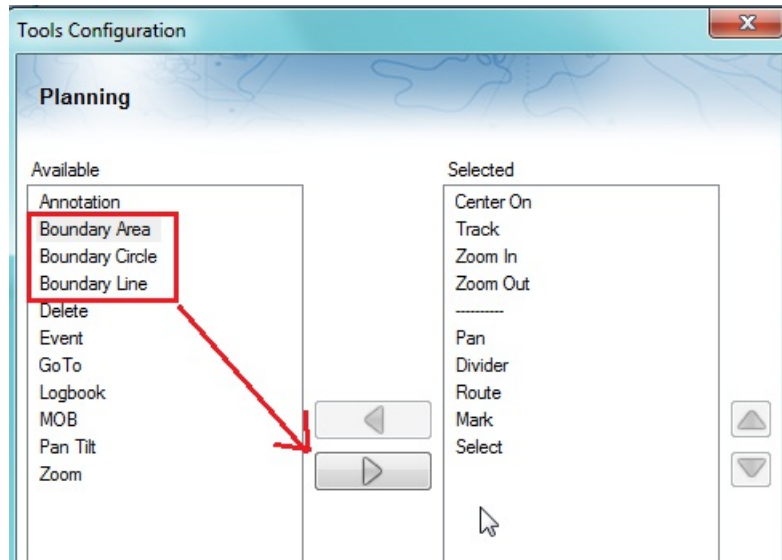 Tools Configuration
Planning
Available
Annotation
Boundary Area
Boundary Circle
Boundary Line
Delete
Event
GoTo
Logbook
MOB
Pan Tilt
Zoom
Selected
Center On
Track
Zoom In
Zoom Out
----------
Pan
Divider
Route
Mark
Select